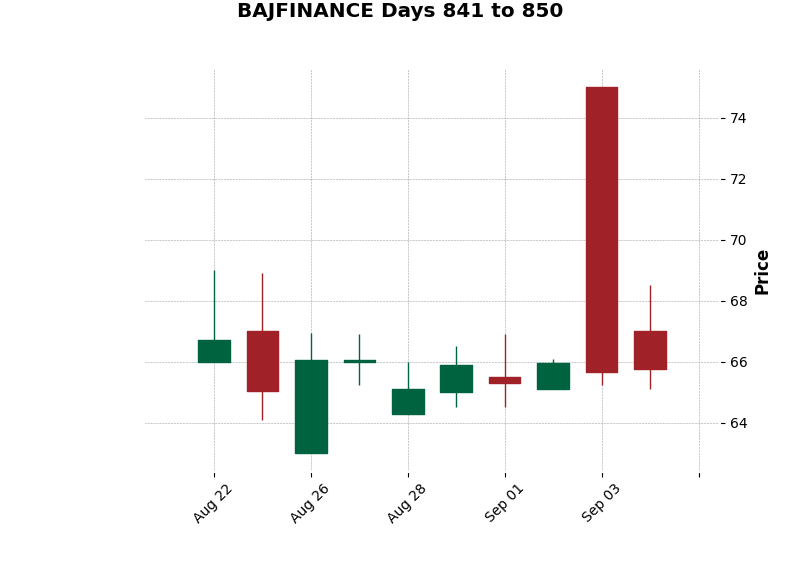 BAJFINANCE Days 841 to 850
74
72
70
68
66
64
Price
Aug 22
Aug 26
Aug 28
Sep 01
Sep 03